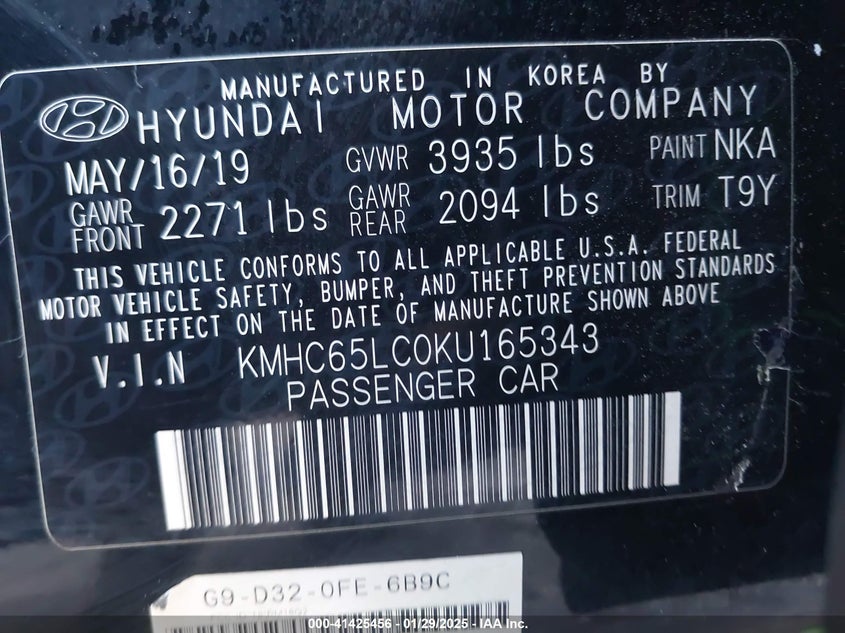 MANUFACTURED IN KOREA BY
HYUNDAI MOTOR COMPANY
MAY/16/19 GVWR 3935 lbs PAINT NKA
GAWR FRONT 2271 lbs GAWR REAR 2094 lbs TRIM T9Y
THIS VEHICLE CONFORMS TO ALL APPLICABLE U.S.A. FEDERAL
MOTOR VEHICLE SAFETY, BUMPER, AND THEFT PREVENTION STANDARDS
IN EFFECT ON THE DATE OF MANUFACTURE SHOWN ABOVE
V.I.N KMHC65LC0KU165343
PASSENGER CAR
G9-D32-0FE-6B9C
000-41425456 - 01/29/2025 - IAA Inc.